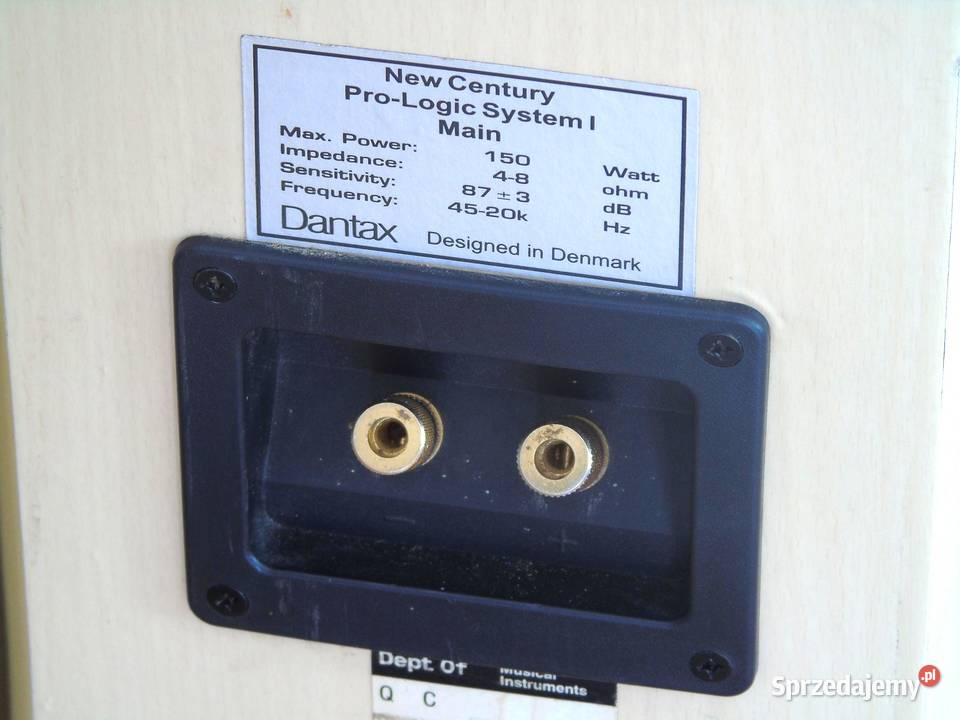 New Century
Pro-Logic System I
Main
Max. Power: 150 Watt
Impedance: 4-8 ohm
Sensitivity: 87 ± 3 dB
Frequency: 45-20k Hz
Dantax Designed in Denmark
- +
Dept. Of Musical
Instruments
Q C
Sprzedajemy.pl